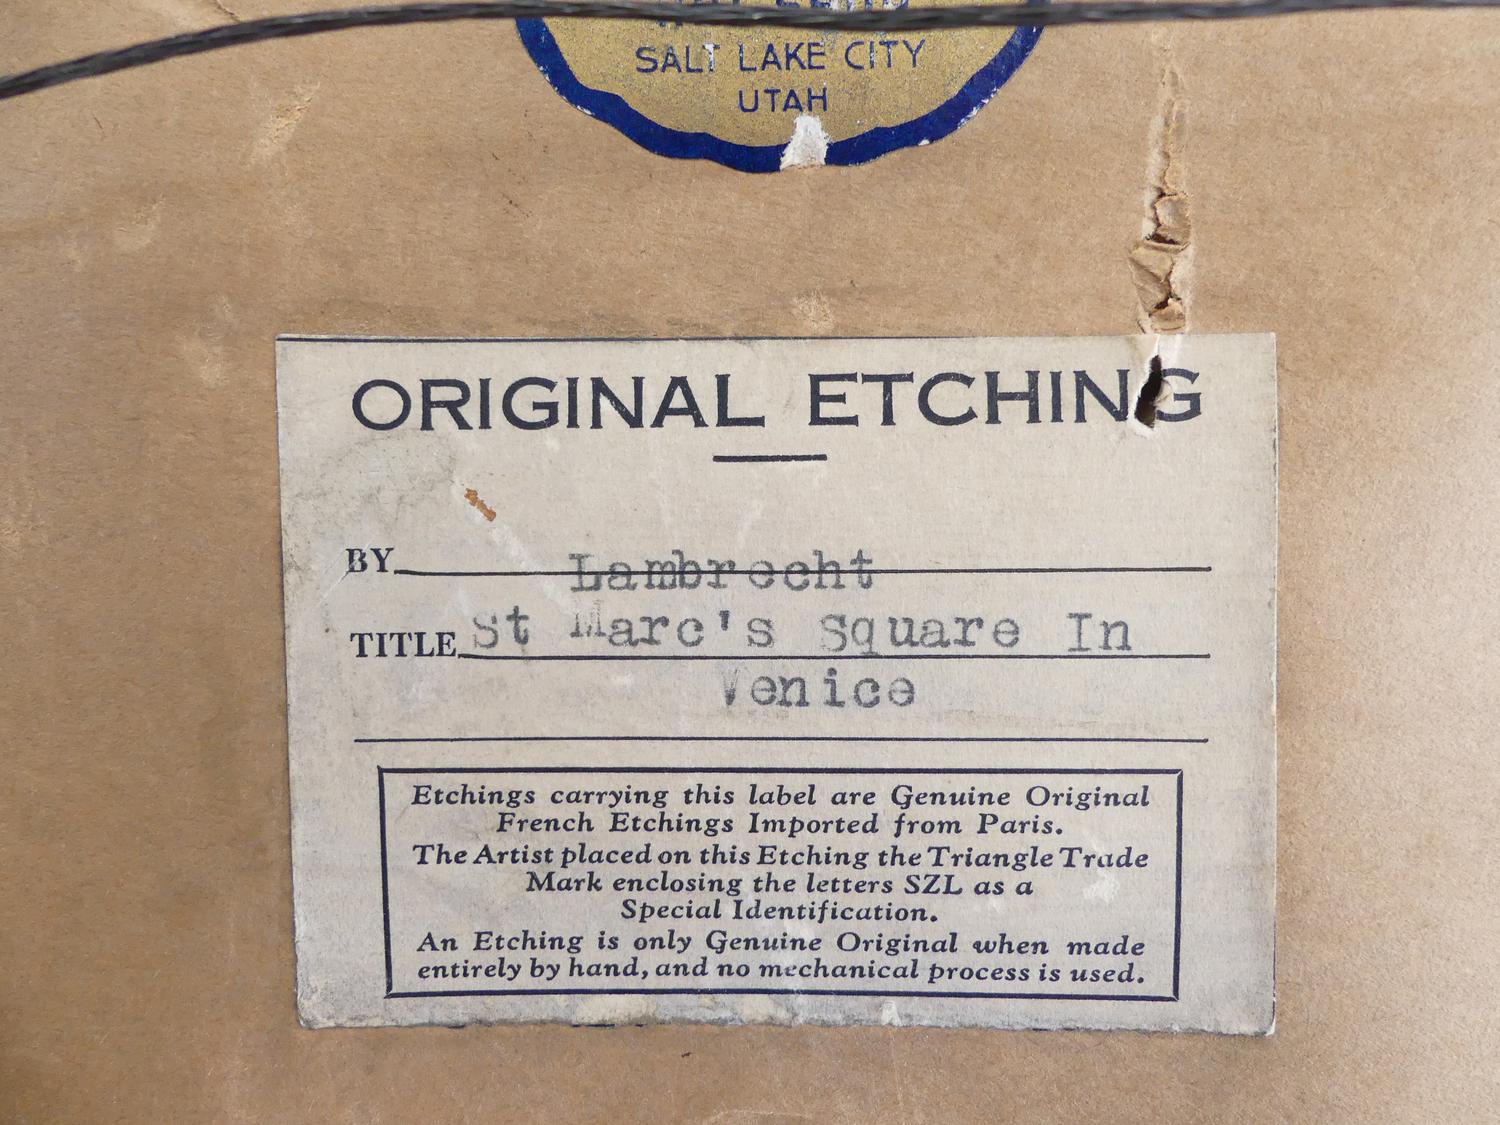 SALT LAKE CITY
UTAH
ORIGINAL ETCHING
BY Lambrecht
TITLE St Marc's Square In
Venice
Etchings carrying this label are Genuine Original
French Etchings Imported from Paris.
The Artist placed on this Etching the Triangle Trade
Mark enclosing the letters SZL as a
Special Identification.
An Etching is only Genuine Original when made
entirely by hand, and no mechanical process is used.